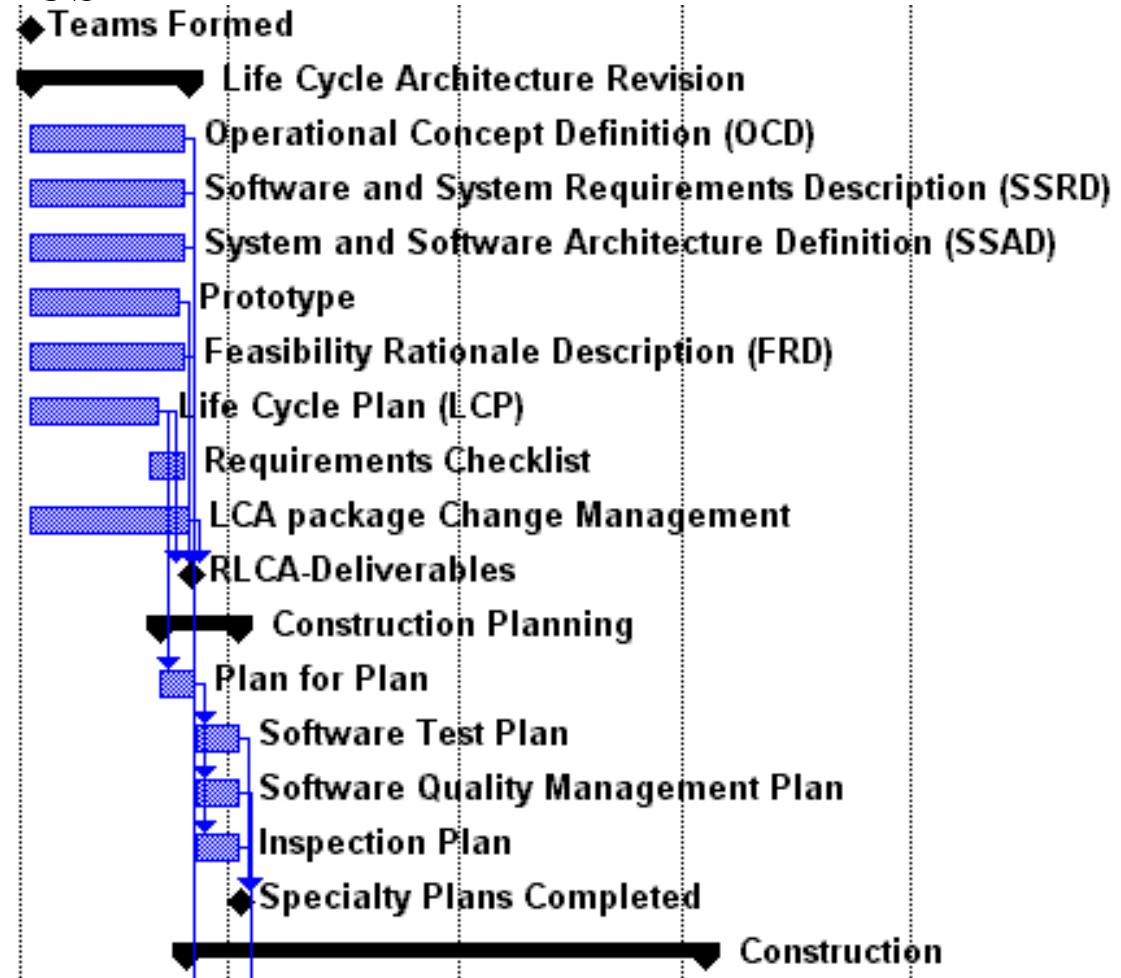 Teams Formed
Life Cycle Architecture Revision
Operational Concept Definition (OCD)
Software and System Requirements Description (SSRD)
System and Software Architecture Definition (SSAD)
Prototype
Feasibility Rationale Description (FRD)
Life Cycle Plan (LCP)
Requirements Checklist
LCA package Change Management
RLCA-Deliverables
Construction Planning
Plan for Plan
Software Test Plan
Software Quality Management Plan
Inspection Plan
Specialty Plans Completed
Construction